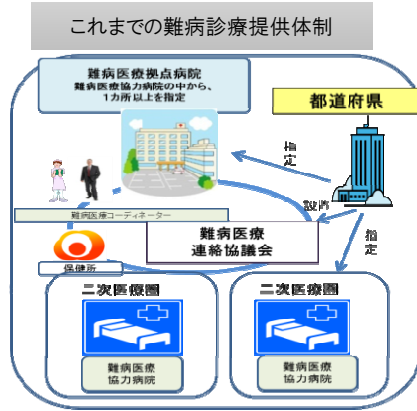 これまでの難病診療提供体制
難病医療拠点病院
難病医療協力病院の中から、
1カ所以上を指定
都道府県
指定
設置
難病医療コーディネーター
難病医療
連絡協議会
指定
保健所
二次医療圏
二次医療圏
難病医療
協力病院
難病医療
協力病院